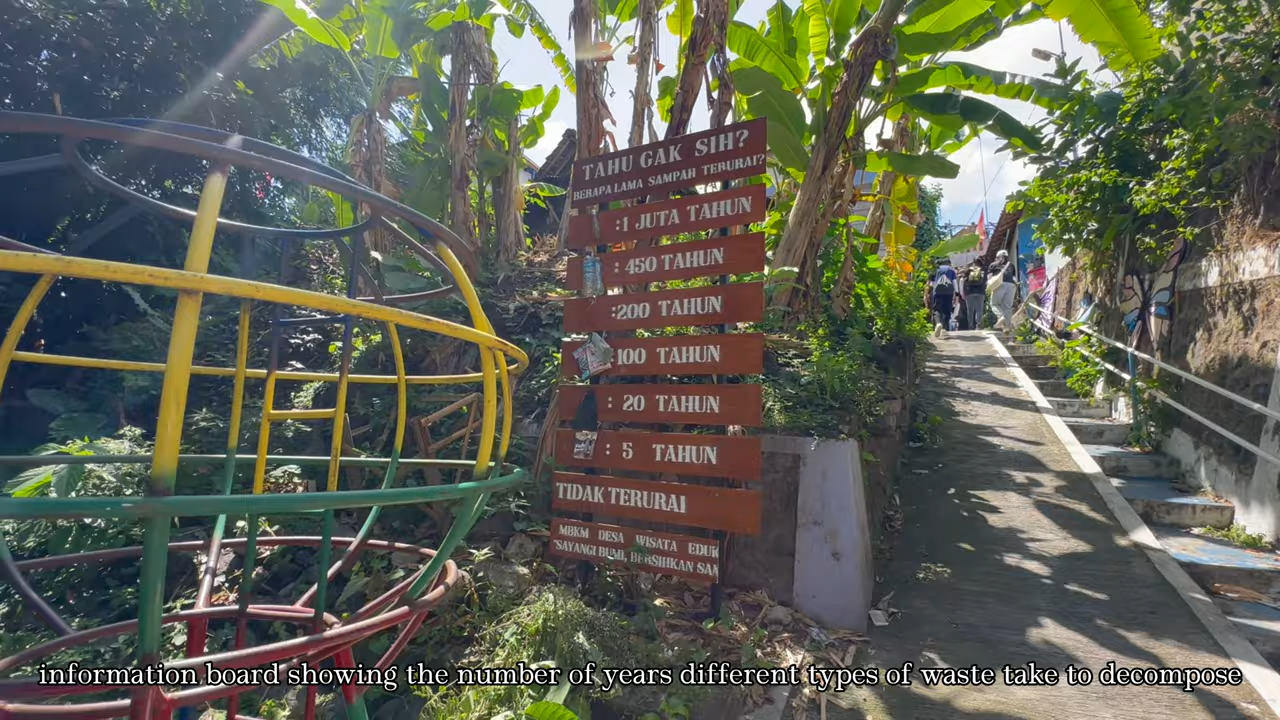 TAHU GAK SIH?
BERAPA LAMA SAMPAH TERURAI?
:1 JUTA TAHUN
: 450 TAHUN
:200 TAHUN
100 TAHUN
: 20 TAHUN
: 5 TAHUN
TIDAK TERURAI
MBKM DESA WISATA EDUK
"SAYANGI BUMI, BERSIHKAN SAM
information board showing the number of years different types of waste take to decompose